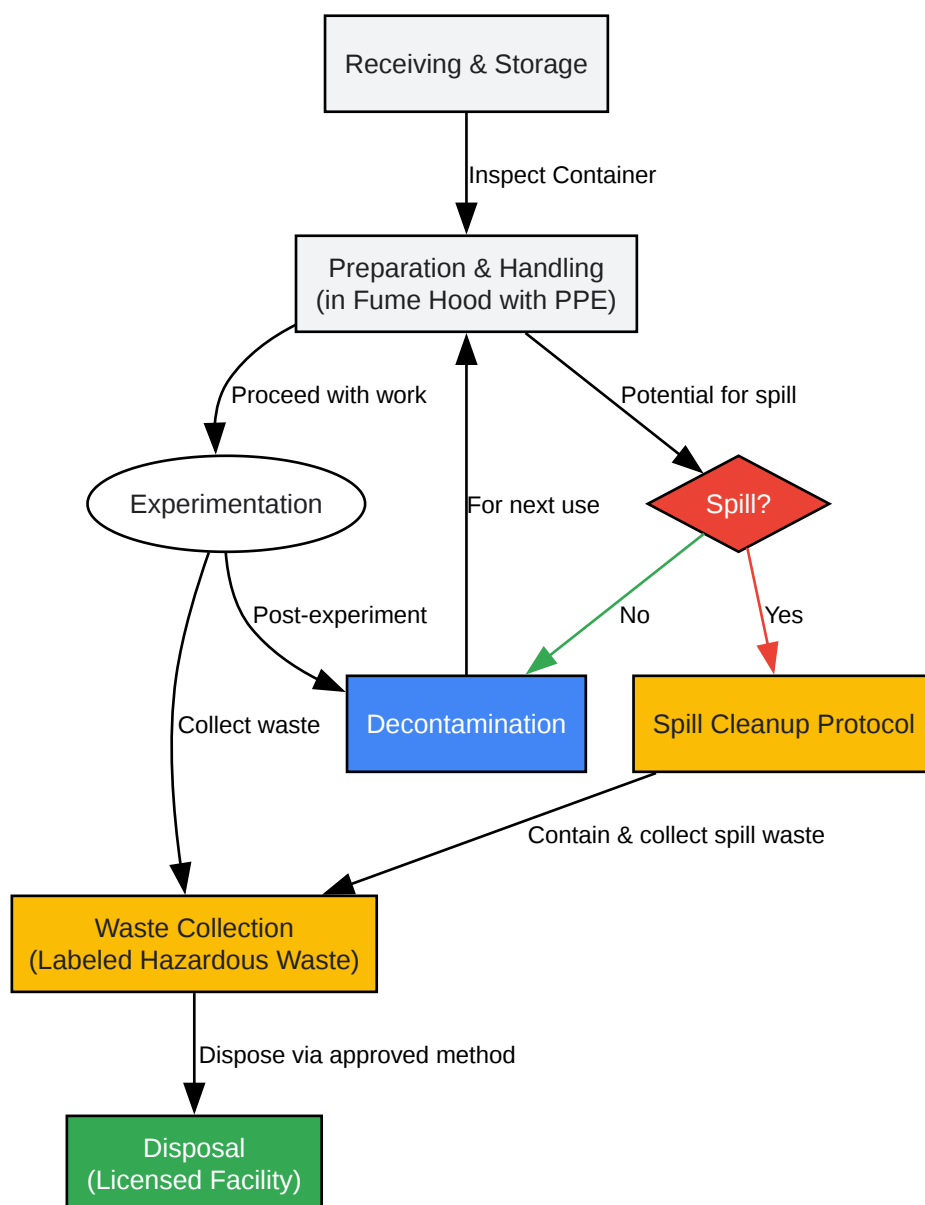 Receiving & Storage
Inspect Container
Preparation & Handling
(in Fume Hood with PPE)
Proceed with work
Potential for spill
Experimentation
For next use
Spill?
Post-experiment
No
Yes
Collect waste
Decontamination
Spill Cleanup Protocol
Contain & collect spill waste
Waste Collection
(Labeled Hazardous Waste)
Dispose via approved method
Disposal
(Licensed Facility)